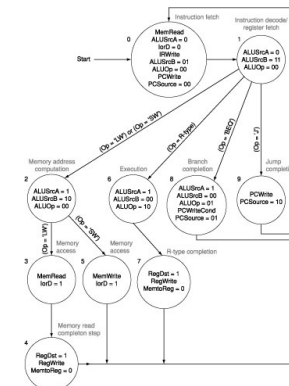 Instruction fetch
0
MemRead
ALUSrcA = 0
IorD = 0
IRWrite
ALUSrcB = 01
ALUOp = 00
PCWrite
PCSource = 00
Start
Instruction decode/
register fetch
1
ALUSrcA = 0
ALUSrcB = 11
ALUOp = 00
(Op = 'LW') or (Op = 'SW')
(Op = R-type)
(Op = 'BEQ')
(Op = 'J')
Memory address
computation
2
ALUSrcA = 1
ALUSrcB = 10
ALUOp = 00
Execution
6
ALUSrcA = 1
ALUSrcB = 00
ALUOp = 10
Branch
completion
8
ALUSrcA = 1
ALUSrcB = 00
ALUOp = 01
PCWriteCond
PCSource = 01
Jump
complet
9
PCWrite
PCSource = 10
(Op = 'LW')
(Op = 'SW')
Memory
access
3
MemRead
IorD = 1
Memory
access
5
MemWrite
IorD = 1
R-type completion
7
RegDst = 1
RegWrite
MemtoReg = 0
Memory read
completion step
4
RegDst = 1
RegWrite
MemtoReg = 0